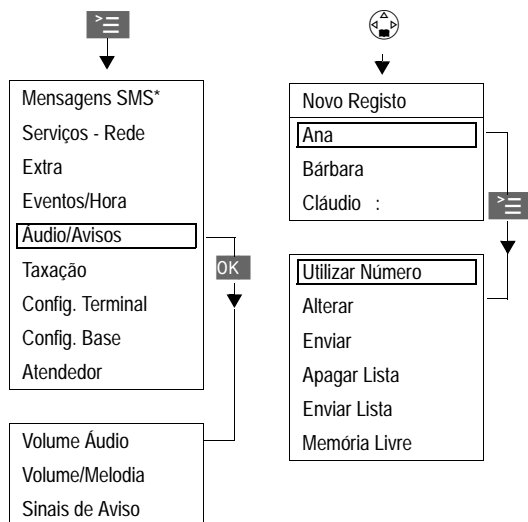 Mensagens SMS*
Serviços - Rede
Extra
Eventos/Hora
Áudio/Avisos
Taxação
Config. Terminal
Config. Base
Atendedor
OK
Volume Áudio
Volume/Melodia
Sinais de Aviso
Novo Registo
Ana
Bárbara
Cláudio :
Utilizar Número
Alterar
Enviar
Apagar Lista
Enviar Lista
Memória Livre